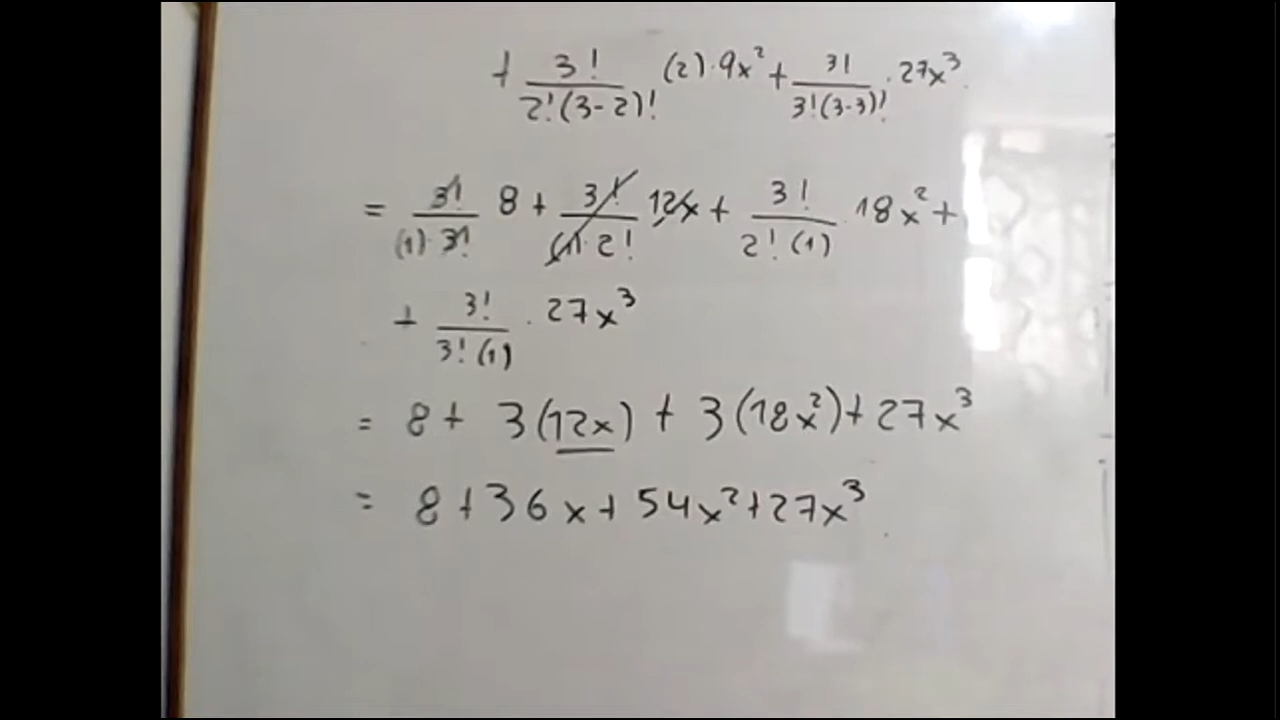 + 3!/2!(3-2)! (2)·9x² + 3!/3!(3-3)! · 27x³
= 3!/(1)·3! 8 + 3!/(1)·2! 12x + 3!/2!(1) · 18x² +
+ 3!/3!(1) · 27x³
= 8 + 3(12x) + 3(18x²) + 27x³
= 8 + 36x + 54x² + 27x³